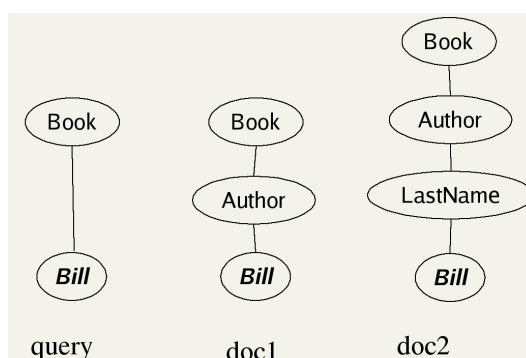 Book
Book Book
Author
Author
LastName
Bill Bill Bill
query doc1 doc2